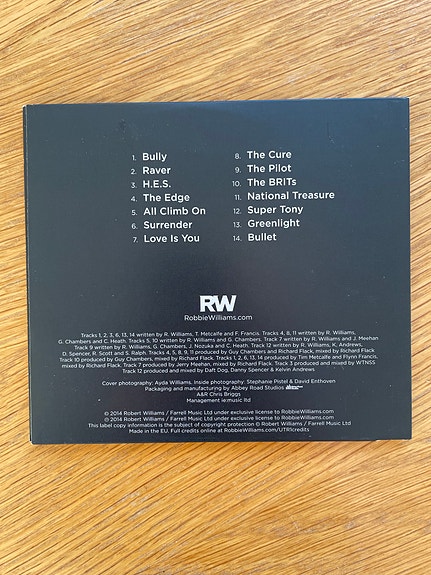 1. Bully
2. Raver
3. H.E.S.
4. The Edge
5. All Climb On
6. Surrender
7. Love Is You
8. The Cure
9. The Pilot
10. The BRITs
11. National Treasure
12. Super Tony
13. Greenlight
14. Bullet
RW
RobbieWilliams.com
Tracks 1, 2, 3, 6, 13, 14 written by R. Williams, T. Metcalfe and F. Francis. Tracks 4, 8, 11 written by R. Williams,
G. Chambers and C. Heath. Tracks 5, 10 written by R. Williams and G. Chambers. Track 7 written by R. Williams and J. Meehan
Track 9 written by R. Williams, G. Chambers, J. Nozuka and C. Heath. Track 12 written by R. Williams, K. Andrews,
D. Spencer, R. Scott and S. Ralph. Tracks 4, 5, 8, 9, 11 produced by Guy Chambers and Richard Flack, mixed by Richard Flack
Track 10 produced by Guy Chambers, mixed by Richard Flack. Tracks 1, 2, 6, 13, 14 produced by Tim Metcalfe and Flynn Francis,
mixed by Richard Flack. Track 7 produced by Jerry Meehan, mixed by Richard Flack. Track 3 produced and mixed by WTNSS
Track 12 produced and mixed by Daft Dog, Danny Spencer & Kelvin Andrews
Cover photography: Ayda Williams. Inside photography: Stephanie Pistel & David Enthoven
Packaging and manufacturing by Abbey Road Studios
A&R Chris Briggs
Management ie:music ltd
℗ 2014 Robert Williams / Farrell Music Ltd under exclusive license to RobbieWilliams.com
© 2014 Robert Williams / Farrell Music Ltd under exclusive license to RobbieWilliams.com
This label copy information is the subject of copyright protection © Robert Williams / Farrell Music Ltd
Made in the EU. Full credits online at RobbieWilliams.com/UTR1credits